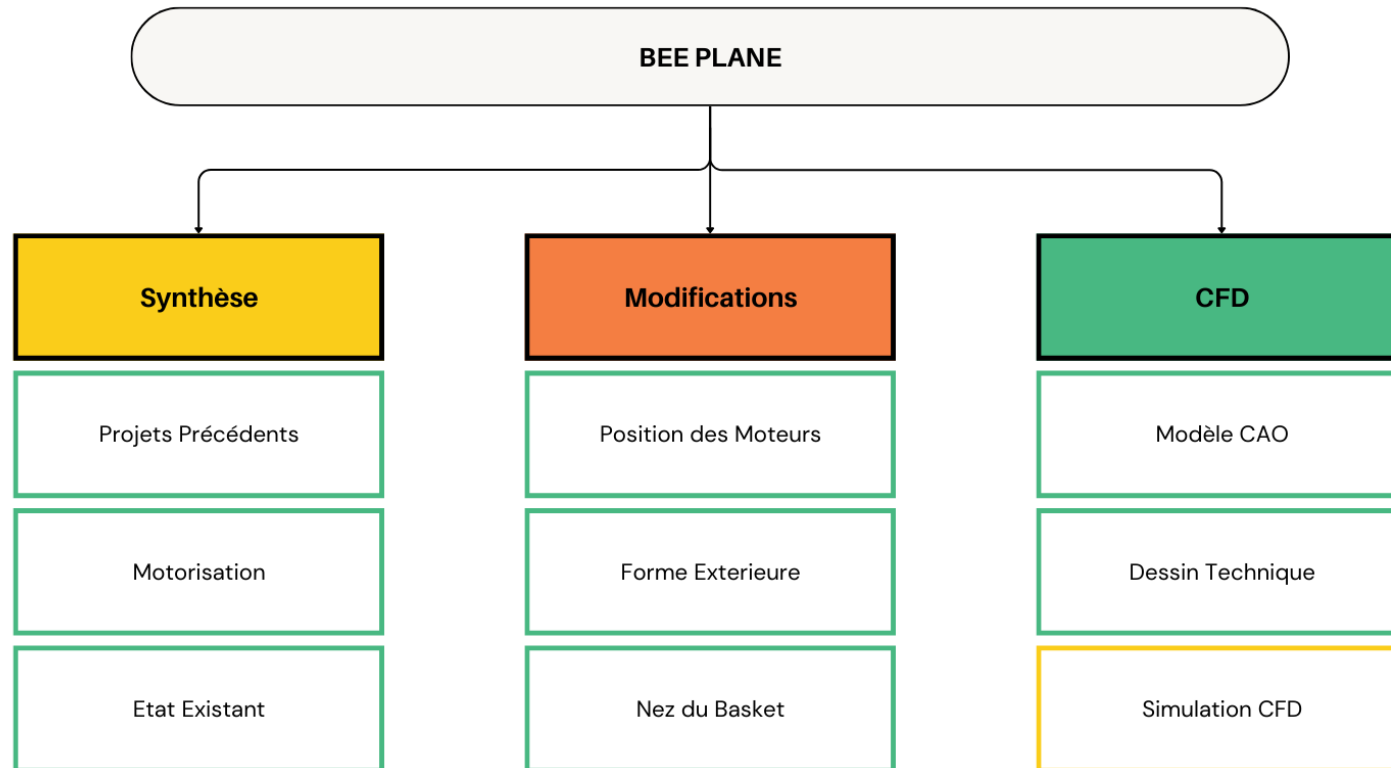 BEE PLANE
Synthèse
Modifications
CFD
Projets Précédents
Position des Moteurs
Modèle CAO
Motorisation
Forme Exterieure
Dessin Technique
Etat Existant
Nez du Basket
Simulation CFD